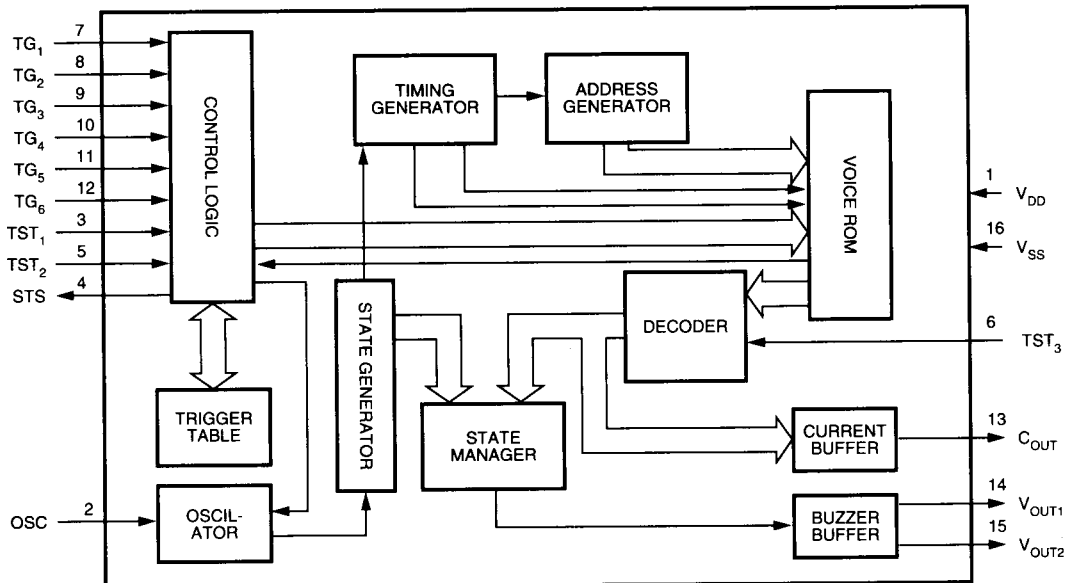 TG1 7
TG2 8
TG3 9
TG4 10
TG5 11
TG6 12
TST1 3
TST2 5
STS 4
CONTROL LOGIC
TIMING
GENERATOR
ADDRESS
GENERATOR
VOICE ROM
1 VDD
16 VSS
STATE GENERATOR
DECODER
6 TST3
TRIGGER
TABLE
STATE
MANAGER
CURRENT
BUFFER
13 COUT
OSC 2
OSCIL-
ATOR
BUZZER
BUFFER
14 VOUT1
15 VOUT2